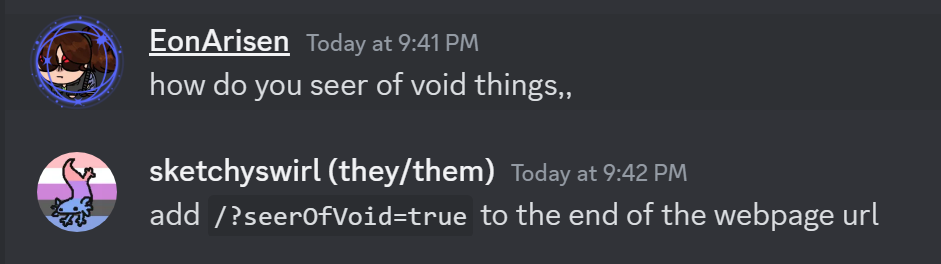 EonArisen Today at 9:41 PM
how do you seer of void things,,
sketchyswirl (they/them) Today at 9:42 PM
add /?seerOfVoid=true to the end of the webpage url